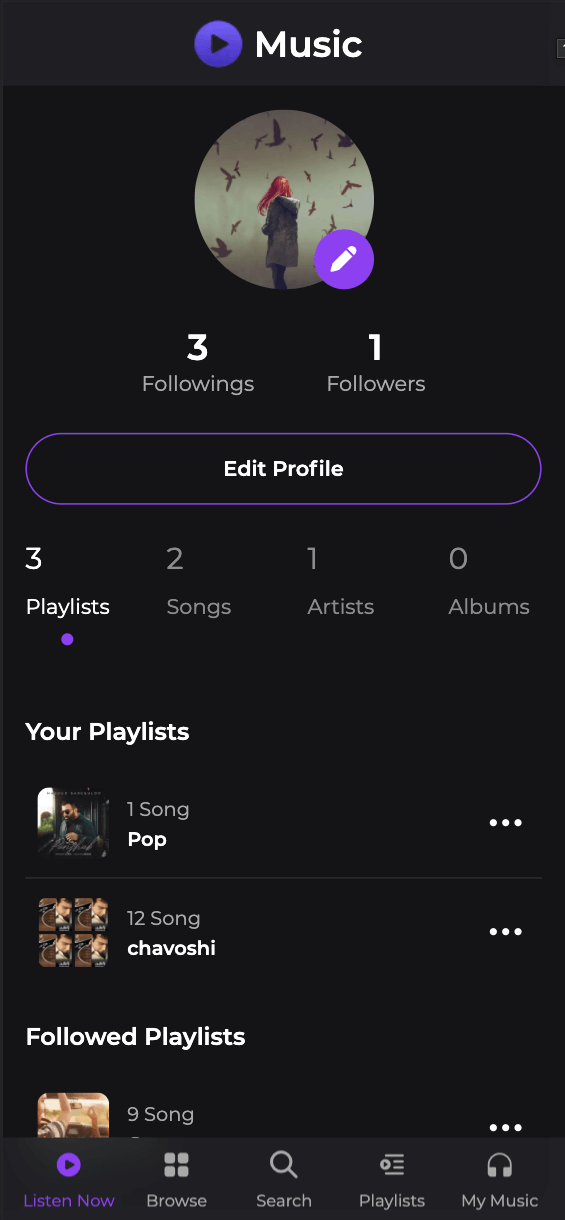 Music
3 1
Followings Followers
Edit Profile
3 2 1 0
Playlists Songs Artists Albums
Your Playlists
1 Song
Pop
12 Song
chavoshi
Followed Playlists
9 Song
Listen Now Browse Search Playlists My Music